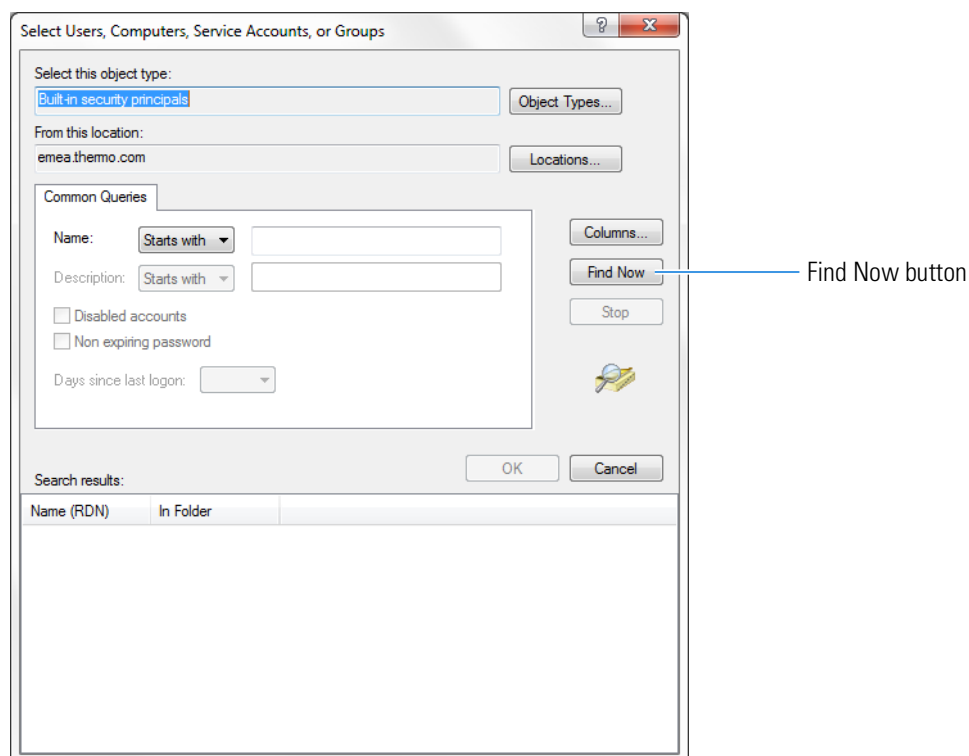 Select Users, Computers, Service Accounts, or Groups
?
Select this object type:
Built-in security principals
Object Types...
From this location:
emea.thermo.com
Locations...
Common Queries
Name:
Starts with
Columns...
Description:
Starts with
Find Now
Find Now button
Disabled accounts
Stop
Non expiring password
Days since last logon:
OK
Cancel
Search results:
Name (RDN)
In Folder